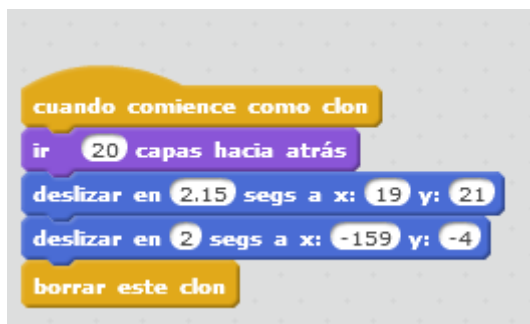 cuando comience como clon
ir 20 capas hacia atrás
deslizar en 2.15 segs a x: 19 y: 21
deslizar en 2 segs a x: -159 y: -4
borrar este clon